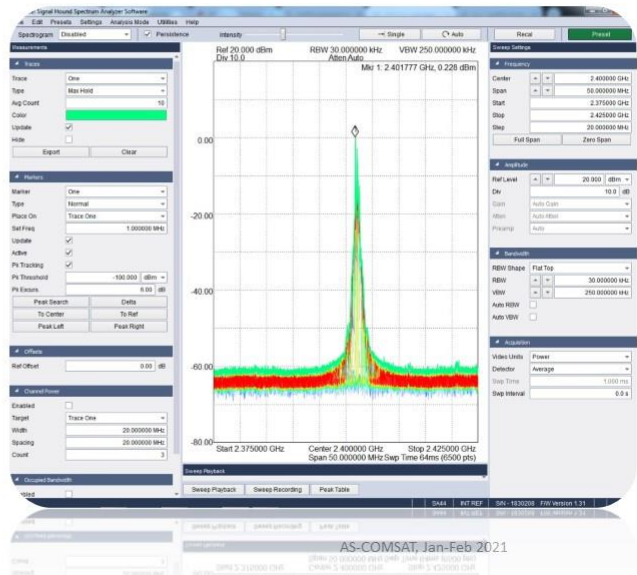 Signal Hound Spectrum Analyzer Software
Edit Presets Settings Analysis Mode Utilities Help
Spectrogram Disabled Persistence Intensity Single Auto Recal Preset
Measurements
Traces
Trace One
Type Max Hold
Avg Count 10
Color
Update
Hide
Export Clear
Markers
Marker One
Type Normal
Place On Trace One
Set Freq 1.000000 MHz
Update
Active
Pk Tracking
Pk Threshold -100.000 dBm
Pk Excurs. 6.00 dB
Peak Search Delta
To Center To Ref
Peak Left Peak Right
Offsets
Ref Offset 0.00 dB
Channel Power
Enabled
Target Trace One
Width 20.000000 MHz
Spacing 20.000000 MHz
Count 3
Occupied Bandwidth
Ref 20.000 dBm RBW 30.000000 kHz VBW 250.000000 kHz
Div 10.0 Atten Auto
Mkr 1: 2.401777 GHz, 0.228 dBm
0.00
-20.00
-40.00
-60.00
-80.00
Start 2.375000 GHz Center 2.400000 GHz Stop 2.425000 GHz
Span 50.000000 MHz Swp Time 64ms (6500 pts)
Sweep Playback
Sweep Playback Sweep Recording Peak Table
Sweep Settings
Frequency
Center 2.400000 GHz
Span 50.000000 MHz
Start 2.375000 GHz
Stop 2.425000 GHz
Step 20.000000 MHz
Full Span Zero Span
Amplitude
Ref Level 20.000 dBm
Div 10.0 dB
Gain Auto Gain
Atten Auto Atten
Preamp Auto
Bandwidth
RBW Shape Flat Top
RBW 30.000000 kHz
VBW 250.000000 kHz
Auto RBW
Auto VBW
Acquisition
Video Units Power
Detector Average
Swp Time 1.000 ms
Swp Interval 0.0 s
SA44 INT REF S/N - 1830208 F/W Version 1.31
AS-COMSAT, Jan-Feb 2021